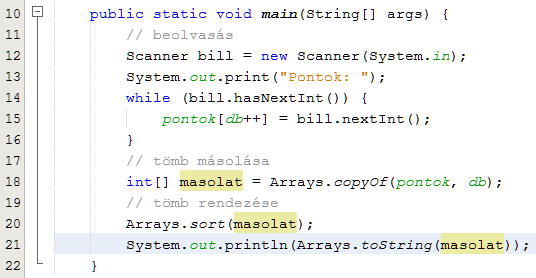 10 public static void main(String[] args) {
11 // beolvasás
12 Scanner bill = new Scanner(System.in);
13 System.out.print("Pontok: ");
14 while (bill.hasNextInt()) {
15 pontok[db++] = bill.nextInt();
16 }
17 // tömb másolása
18 int[] masolat = Arrays.copyOf(pontok, db);
19 // tömb rendezése
20 Arrays.sort(masolat);
21 System.out.println(Arrays.toString(masolat));
22 }